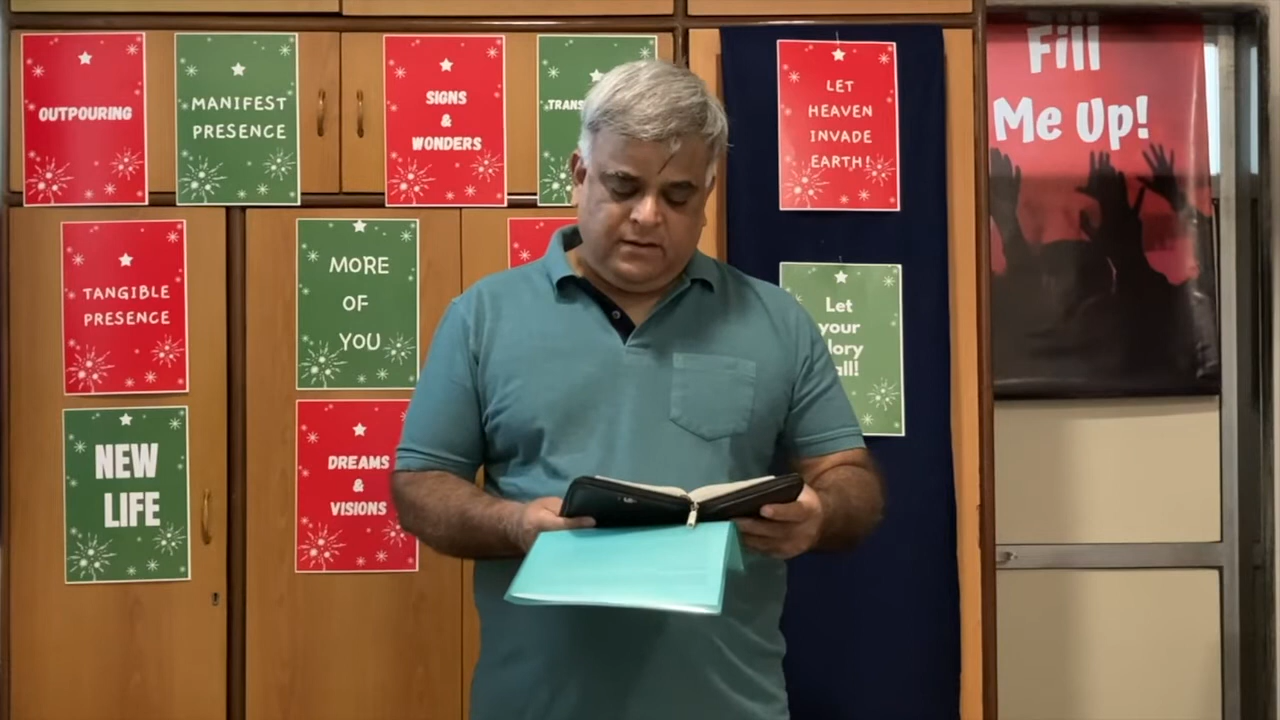 OUTPOURING
MANIFEST
PRESENCE
SIGNS
&
WONDERS
LET
HEAVEN
INVADE
EARTH!
Fill
Me Up!
TANGIBLE
PRESENCE
MORE
OF
YOU
Let
your
NEW
LIFE
DREAMS
&
VISIONS